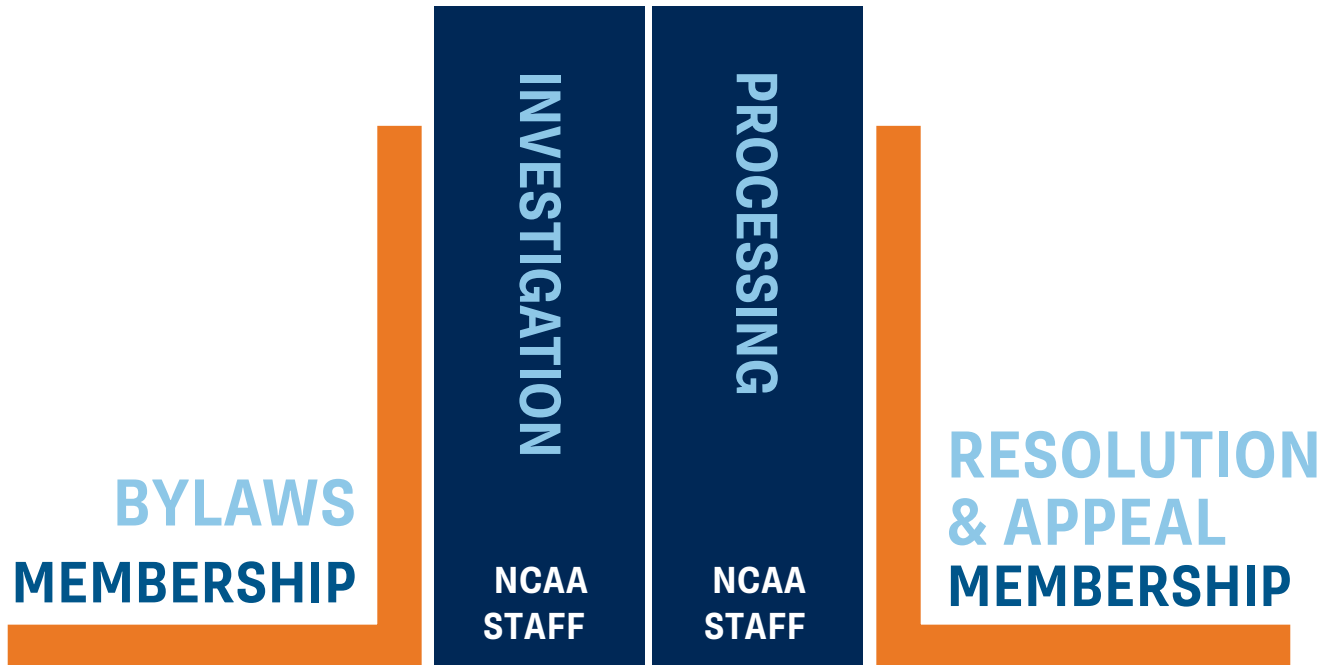 BYLAWS
MEMBERSHIP
INVESTIGATION
NCAA
STAFF
PROCESSING
NCAA
STAFF
RESOLUTION
& APPEAL
MEMBERSHIP